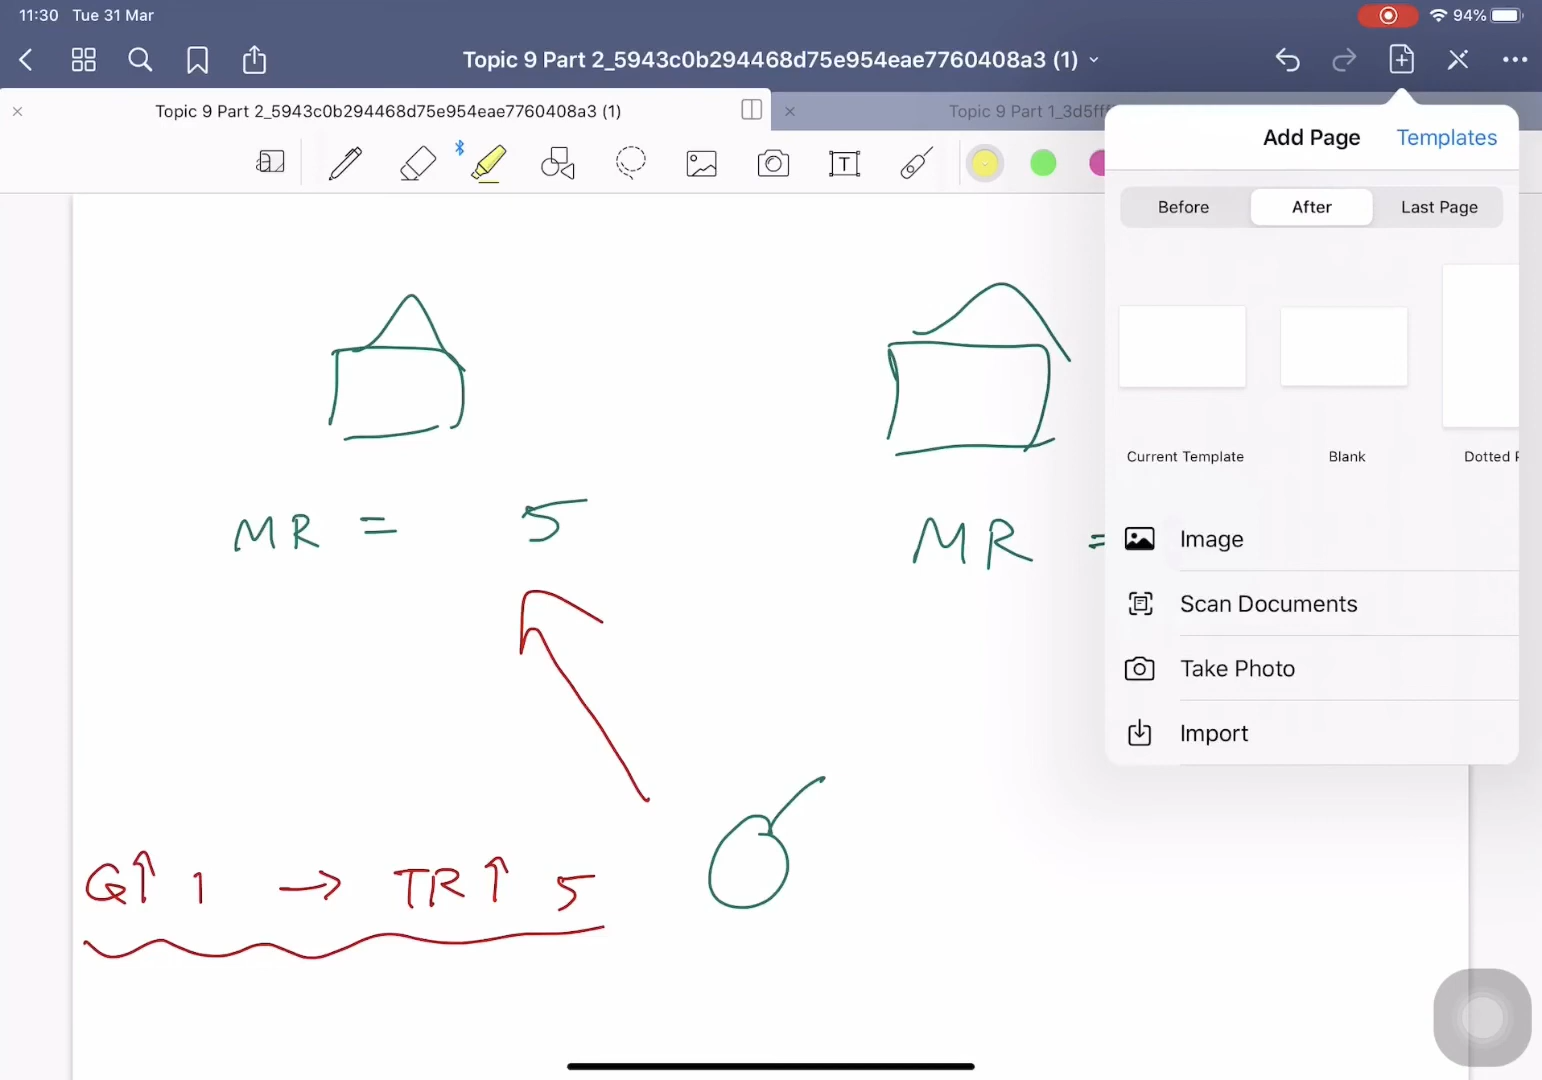 11:30 Tue 31 Mar
94%
Topic 9 Part 2_5943c0b294468d75e954eae7760408a3 (1)
Topic 9 Part 2_5943c0b294468d75e954eae7760408a3 (1)
Topic 9 Part 1_3d5ff
Add Page
Templates
Before
After
Last Page
Current Template
Blank
Dotted
Image
Scan Documents
Take Photo
Import
MR = 5
MR =
Q↑ 1 → TR↑ 5